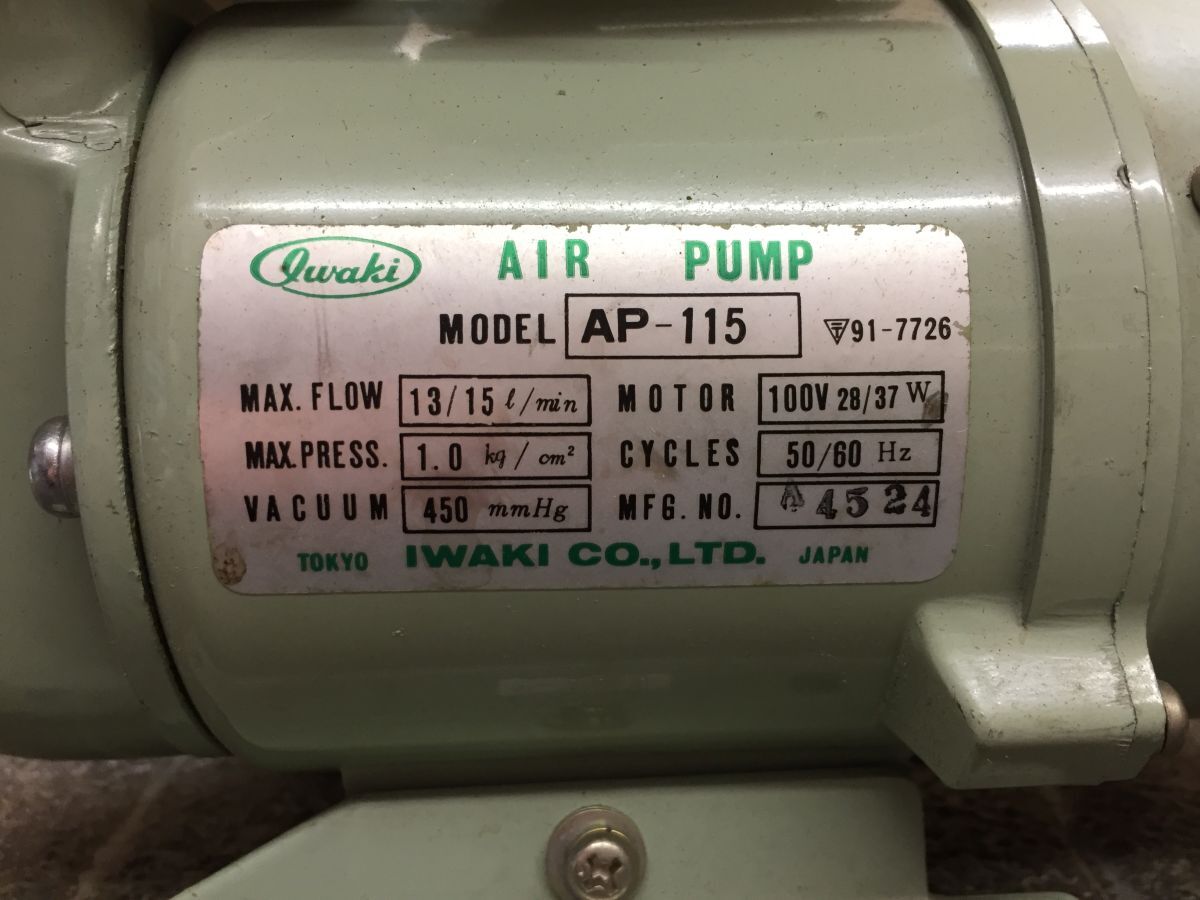 Iwaki AIR PUMP
MODEL AP-115 91-7726
MAX. FLOW 13/15 ℓ/min MOTOR 100V 28/37 W
MAX. PRESS. 1.0 kg/cm² CYCLES 50/60 Hz
VACUUM 450 mmHg MFG. NO. A4524
TOKYO IWAKI CO., LTD. JAPAN